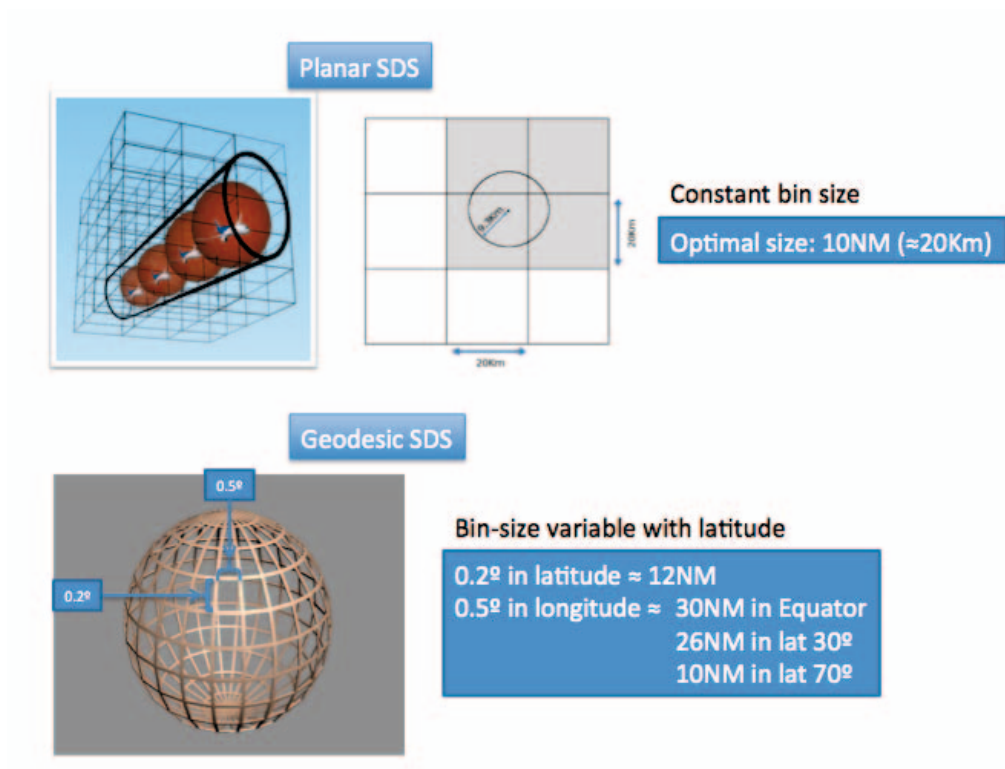 Planar SDS
9.3Km
20Km
20Km
Constant bin size
Optimal size: 10NM (≈20Km)
Geodesic SDS
0.5º
0.2º
Bin-size variable with latitude
0.2º in latitude ≈ 12NM
0.5º in longitude ≈ 30NM in Equator
26NM in lat 30º
10NM in lat 70º